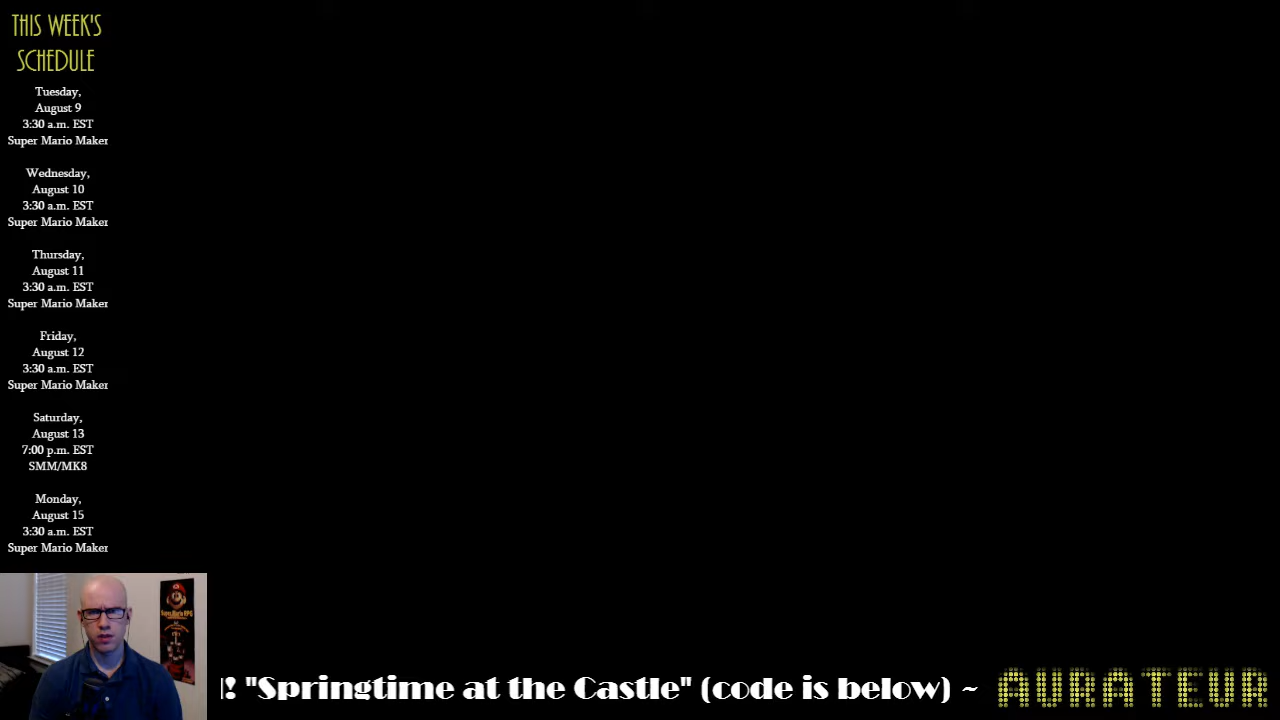 THIS WEEK'S
SCHEDULE
Tuesday,
August 9
3:30 a.m. EST
Super Mario Maker
Wednesday,
August 10
3:30 a.m. EST
Super Mario Maker
Thursday,
August 11
3:30 a.m. EST
Super Mario Maker
Friday,
August 12
3:30 a.m. EST
Super Mario Maker
Saturday,
August 13
7:00 p.m. EST
SMM/MK8
Monday,
August 15
3:30 a.m. EST
Super Mario Maker
Super Mario RPG
! "Springtime at the Castle" (code is below) ~
AURATEUR